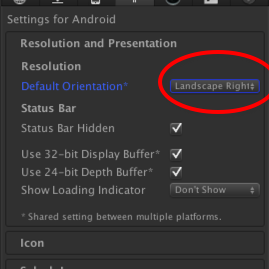 Settings for Android
Resolution and Presentation
Resolution
Default Orientation* Landscape Right
Status Bar
Status Bar Hidden
Use 32-bit Display Buffer*
Use 24-bit Depth Buffer*
Show Loading Indicator Don't Show
* Shared setting between multiple platforms.
Icon